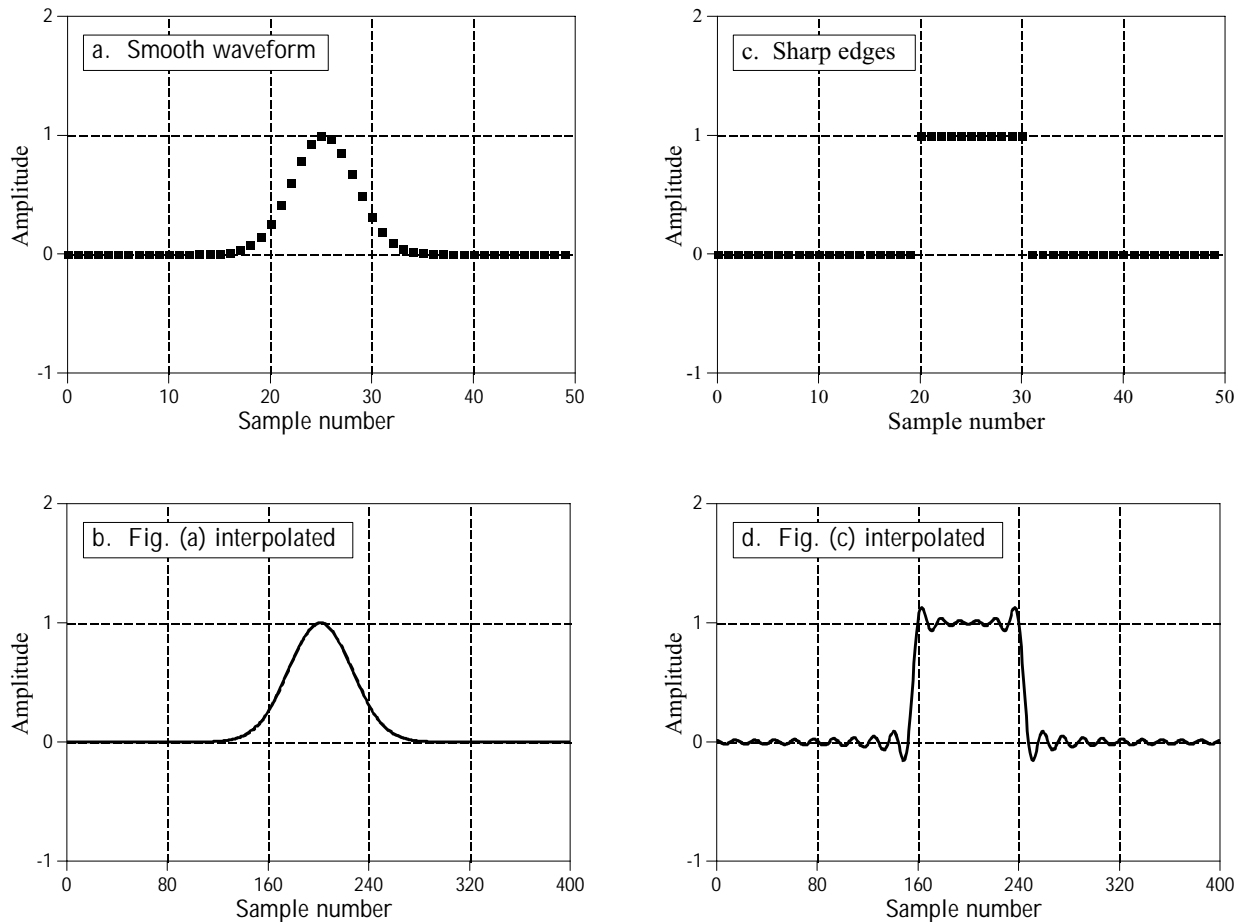 a. Smooth waveform
Amplitude
2
1
0
-1
0 10 20 30 40 50
Sample number
c. Sharp edges
Amplitude
2
1
0
-1
0 10 20 30 40 50
Sample number
b. Fig. (a) interpolated
Amplitude
2
1
0
-1
0 80 160 240 320 400
Sample number
d. Fig. (c) interpolated
Amplitude
2
1
0
-1
0 80 160 240 320 400
Sample number